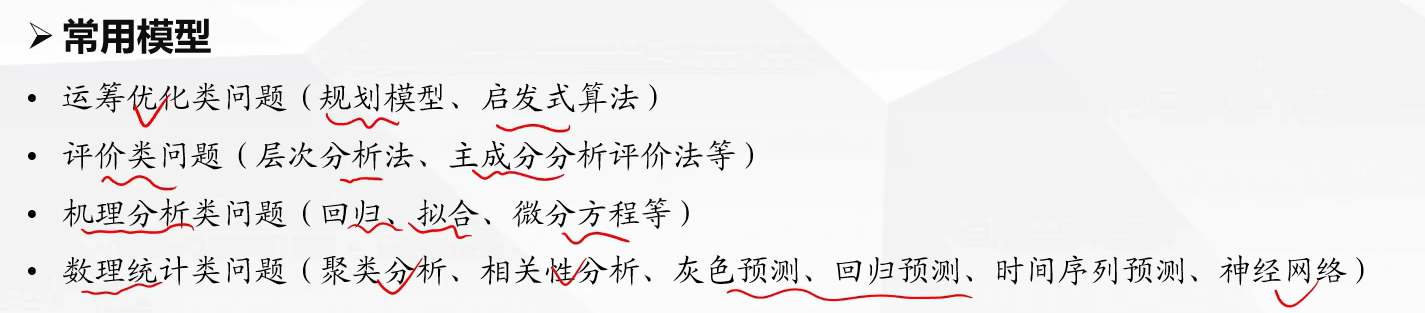 ➢ 常用模型
• 运筹优化类问题（规划模型、启发式算法）
• 评价类问题（层次分析法、主成分分析评价法等）
• 机理分析类问题（回归、拟合、微分方程等）
• 数理统计类问题（聚类分析、相关性分析、灰色预测、回归预测、时间序列预测、神经网络）